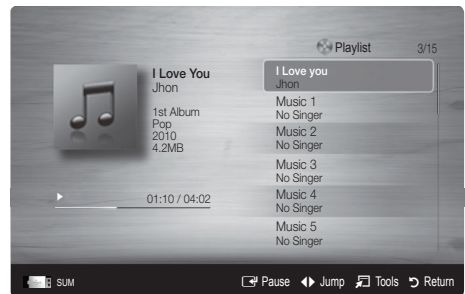 Playlist 3/15
I Love You
Jhon
1st Album
Pop
2010
4.2MB
01:10 / 04:02
I Love you
Jhon
Music 1
No Singer
Music 2
No Singer
Music 3
No Singer
Music 4
No Singer
Music 5
No Singer
SUM Pause Jump Tools Return